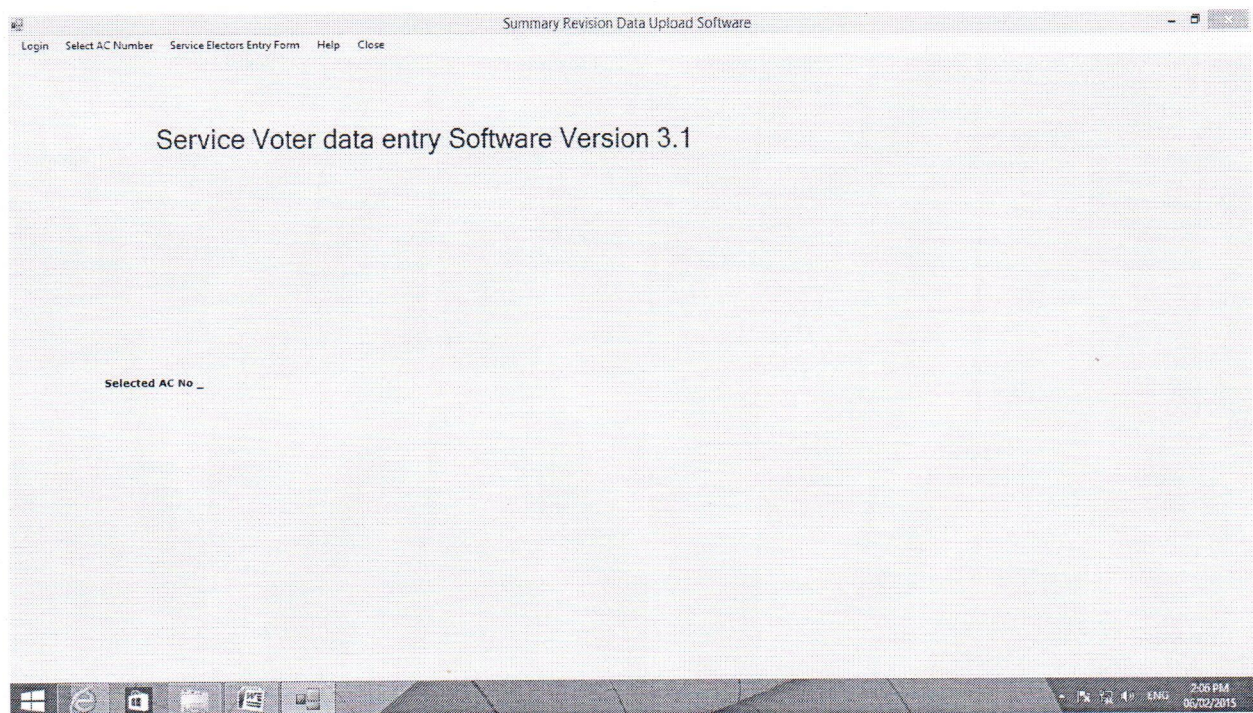 Summary Revision Data Upload Software
Login Select AC Number Service Electors Entry Form Help Close
Service Voter data entry Software Version 3.1
Selected AC No _
ENG 2:06 PM
06/02/2015